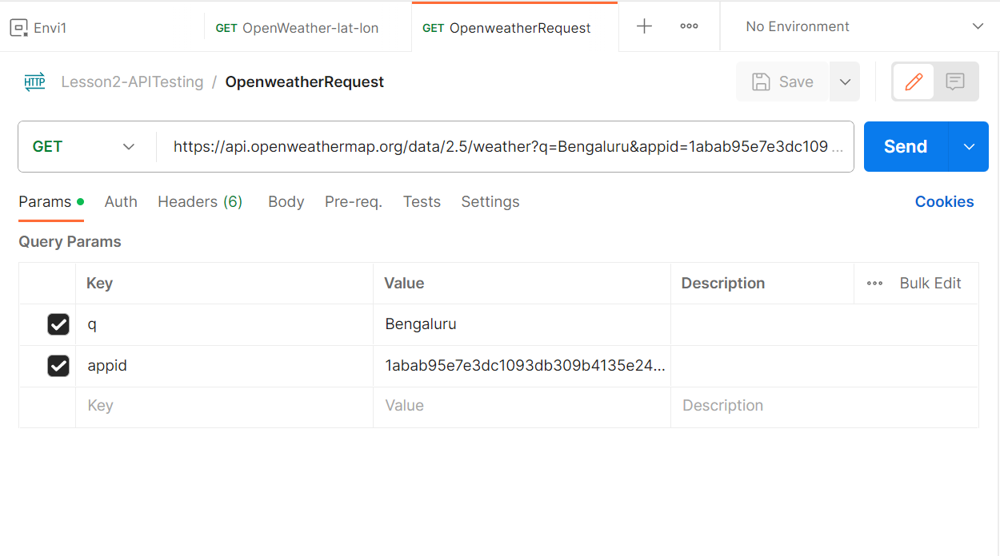 Envi1 GET OpenWeather-lat-lon GET OpenweatherRequest No Environment
HTTP Lesson2-APITesting / OpenweatherRequest Save
GET https://api.openweathermap.org/data/2.5/weather?q=Bengaluru&appid=1abab95e7e3dc109 ... Send
Params Auth Headers (6) Body Pre-req. Tests Settings Cookies
Query Params
Key Value Description Bulk Edit
q Bengaluru
appid 1abab95e7e3dc1093db309b4135e24...
Key Value Description